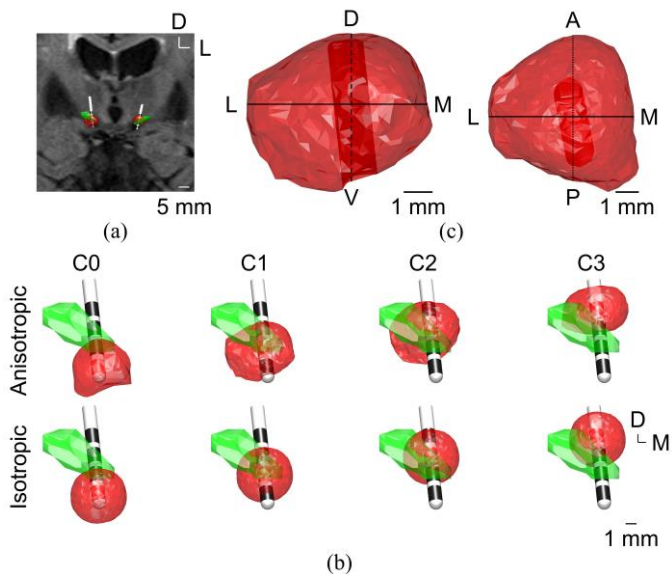 D
L
5 mm
(a)
D
L M
V
1 mm
A
L M
P
1 mm
(c)
C0 C1 C2 C3
Anisotropic
Isotropic
D
M
1 mm
(b)